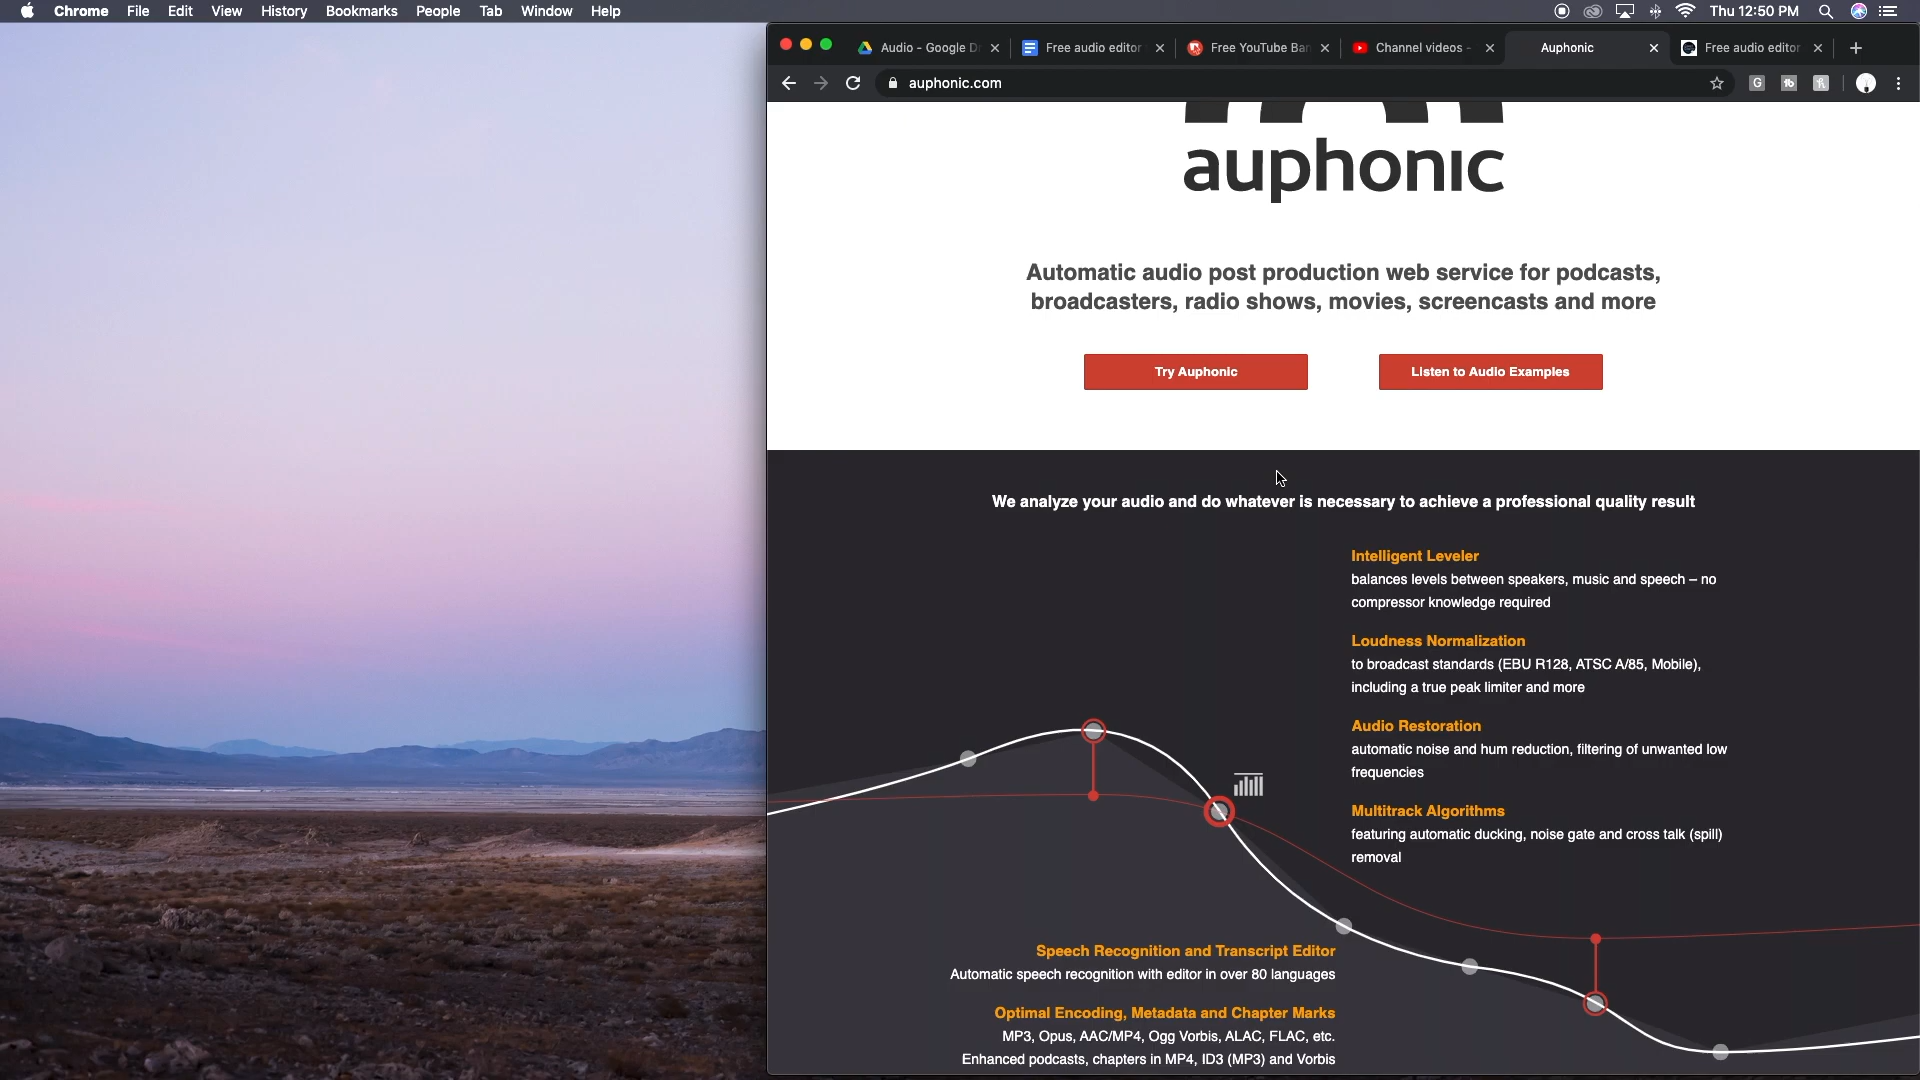 Chrome File Edit View History Bookmarks People Tab Window Help Thu 12:50 PM
Audio - Google Dr Free audio editor Free YouTube Ban Channel videos - Auphonic Free audio editor
auphonic.com
auphonic
Automatic audio post production web service for podcasts,
broadcasters, radio shows, movies, screencasts and more
Try Auphonic Listen to Audio Examples
We analyze your audio and do whatever is necessary to achieve a professional quality result
Intelligent Leveler
balances levels between speakers, music and speech – no
compressor knowledge required
Loudness Normalization
to broadcast standards (EBU R128, ATSC A/85, Mobile),
including a true peak limiter and more
Audio Restoration
automatic noise and hum reduction, filtering of unwanted low
frequencies
Multitrack Algorithms
featuring automatic ducking, noise gate and cross talk (spill)
removal
Speech Recognition and Transcript Editor
Automatic speech recognition with editor in over 80 languages
Optimal Encoding, Metadata and Chapter Marks
MP3, Opus, AAC/MP4, Ogg Vorbis, ALAC, FLAC, etc.
Enhanced podcasts, chapters in MP4, ID3 (MP3) and Vorbis